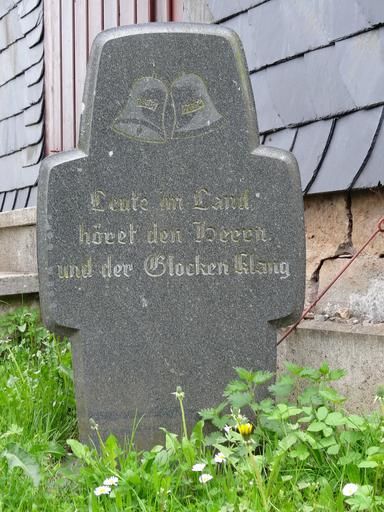 Leute im Land
höret den Herrn
und der Glocken Klang